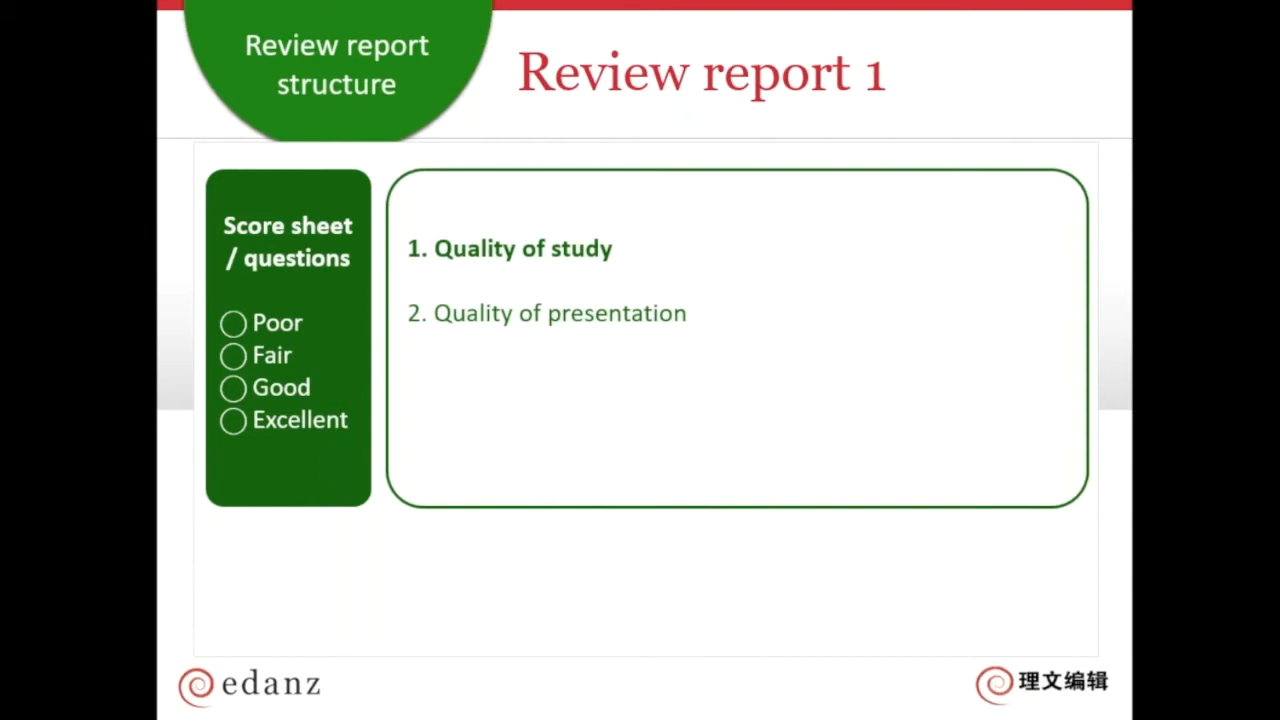 Review report
structure
Review report 1
Score sheet
/ questions
Poor
Fair
Good
Excellent
1. Quality of study
2. Quality of presentation
edanz
理文编辑